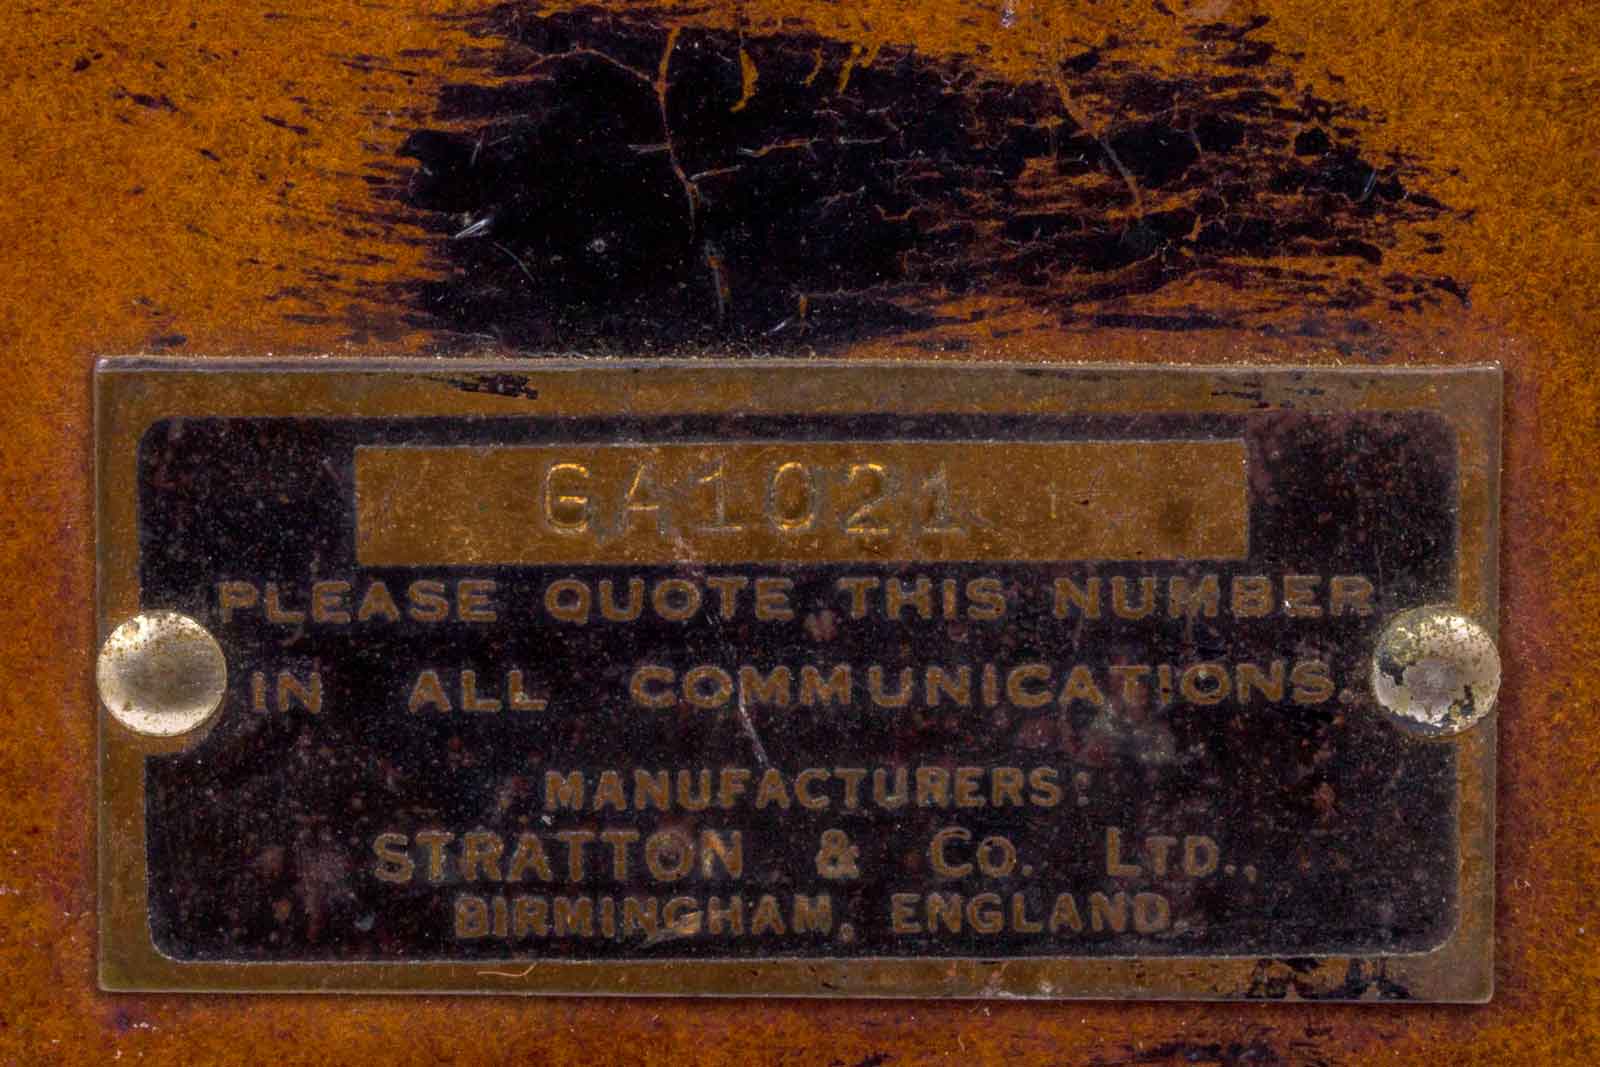 GA1021
PLEASE QUOTE THIS NUMBER
IN ALL COMMUNICATIONS.
MANUFACTURERS:
STRATTON & CO. LTD.,
BIRMINGHAM, ENGLAND.